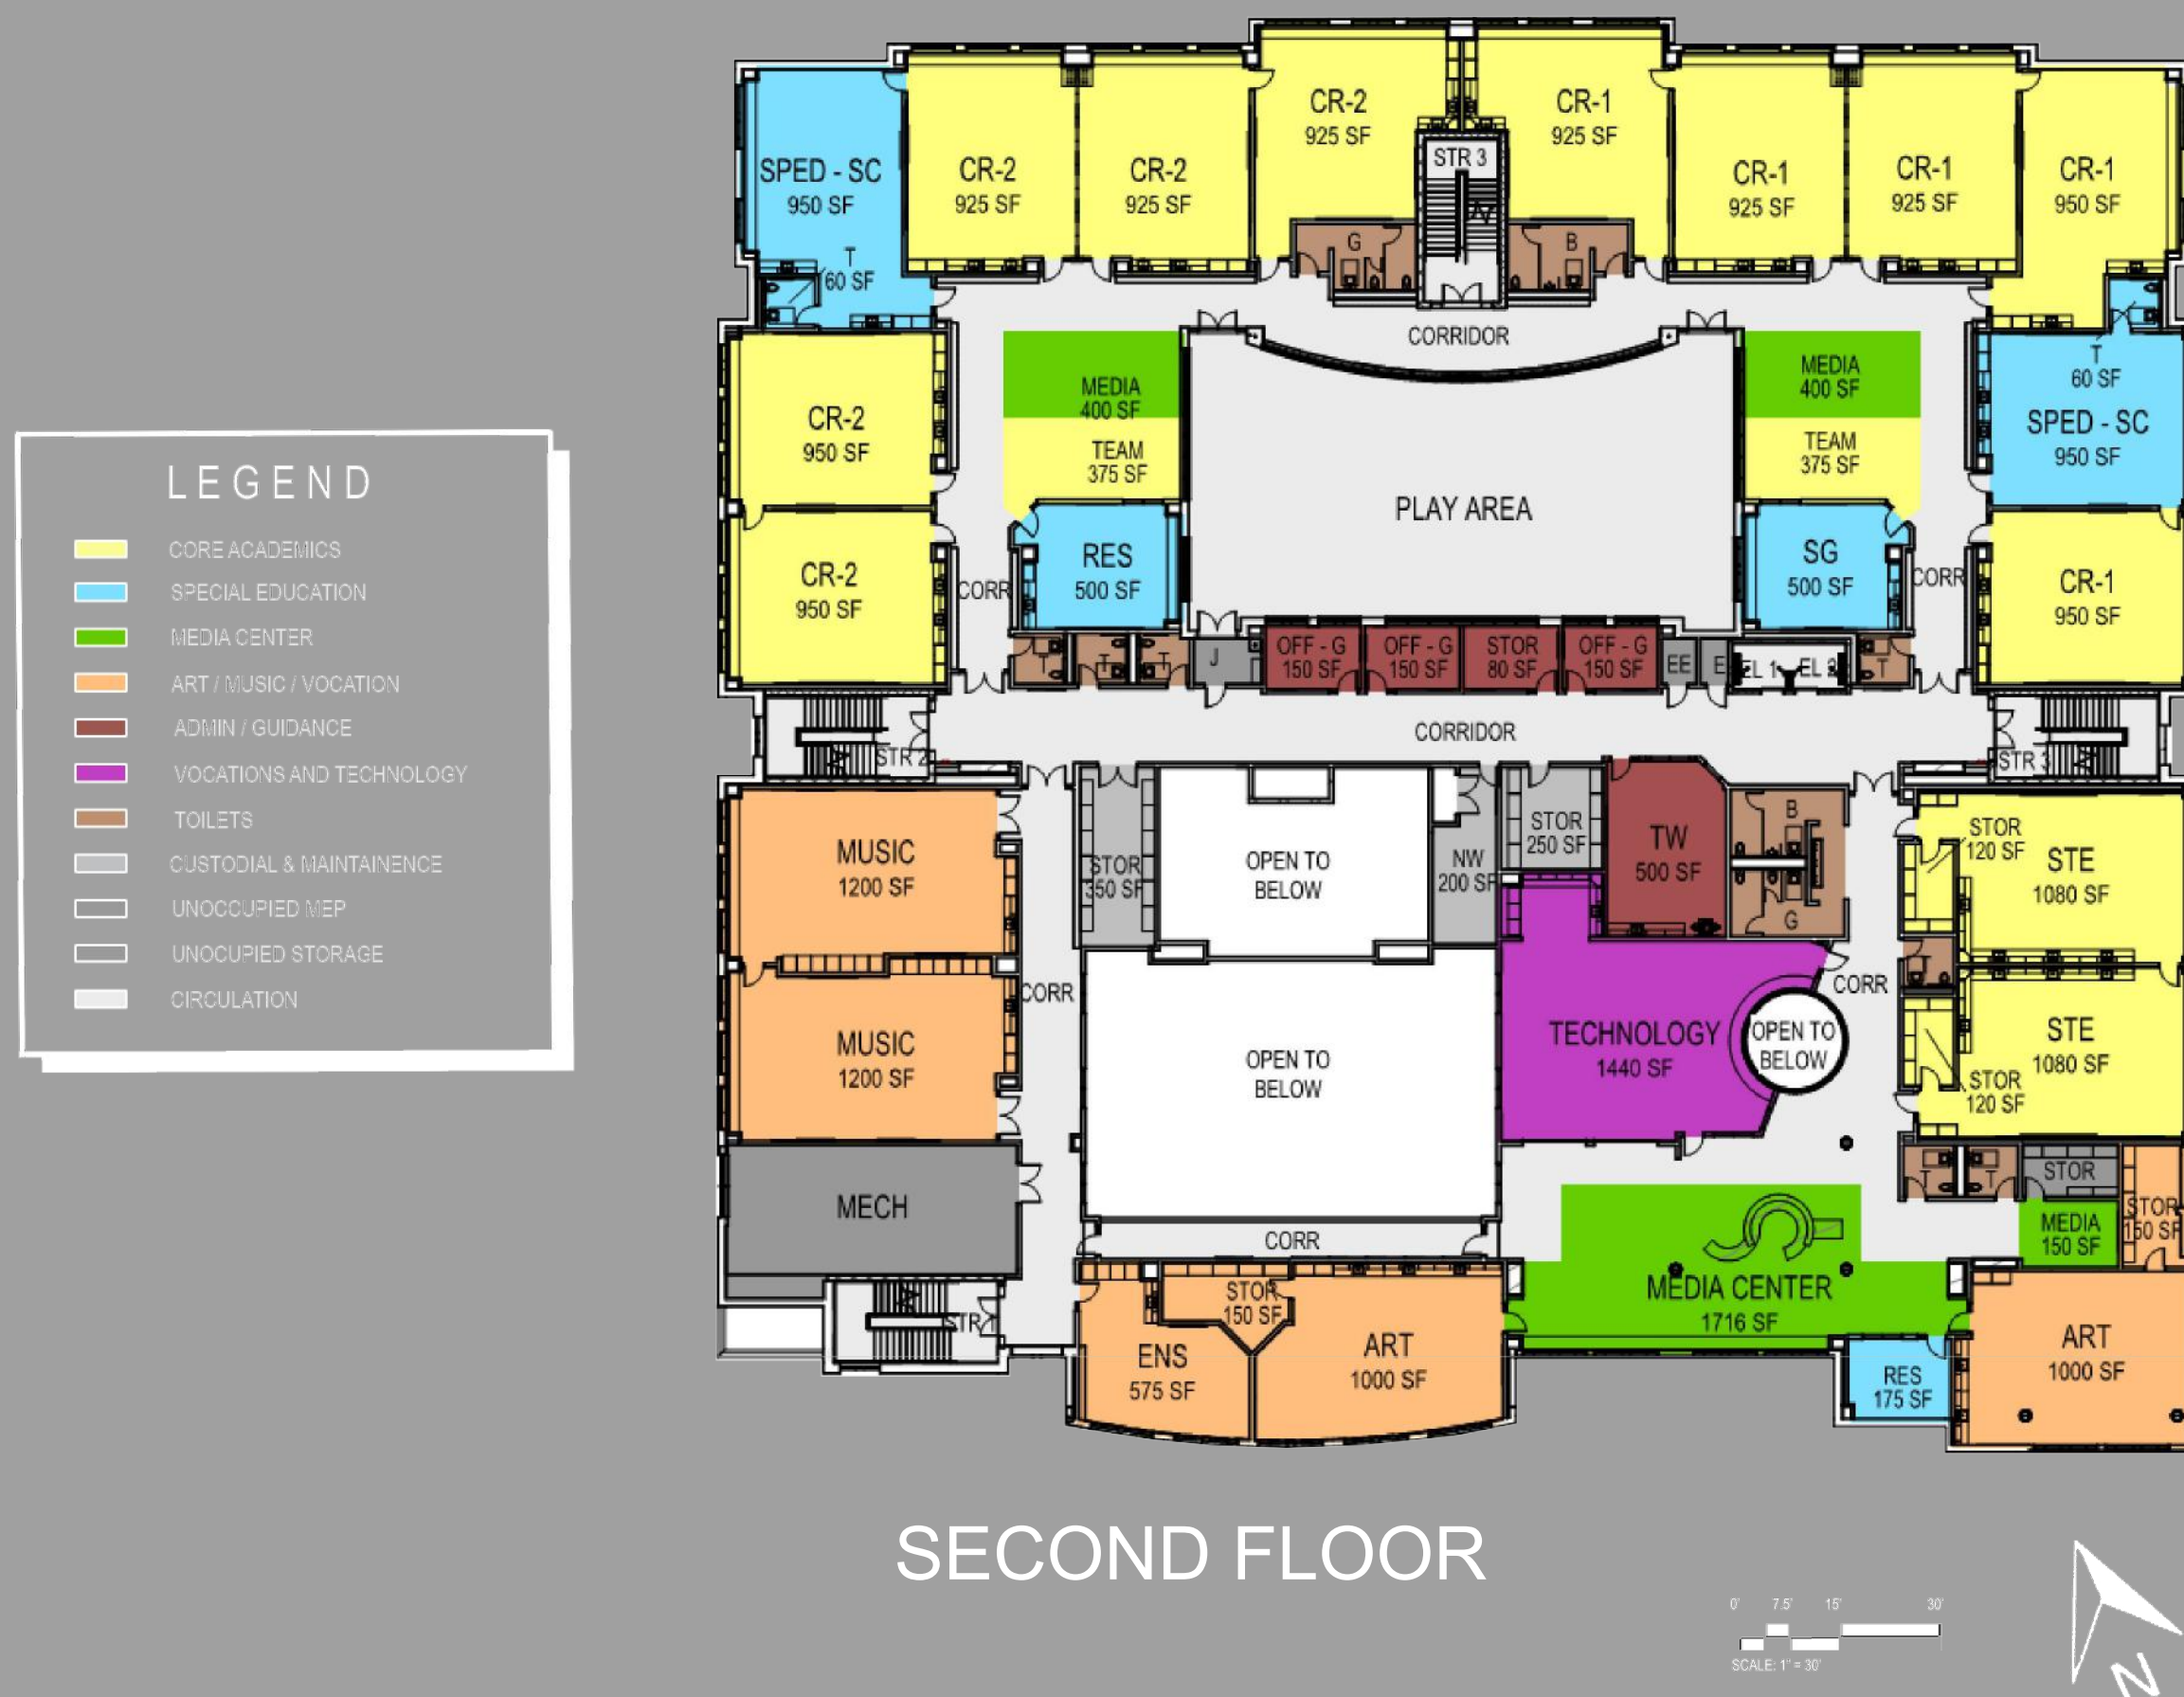 LEGEND
CORE ACADEMICS
SPECIAL EDUCATION
MEDIA CENTER
ART / MUSIC / VOCATION
ADMIN / GUIDANCE
VOCATIONS AND TECHNOLOGY
TOILETS
CUSTODIAL & MAINTAINENCE
UNOCCUPIED MEP
UNOCUPIED STORAGE
CIRCULATION
SPED - SC
950 SF
T
60 SF
CR-2
925 SF
CR-2
925 SF
CR-2
925 SF
STR 3
CR-1
925 SF
CR-1
925 SF
CR-1
925 SF
CR-1
950 SF
G
B
CORRIDOR
CR-2
950 SF
MEDIA
400 SF
TEAM
375 SF
PLAY AREA
MEDIA
400 SF
TEAM
375 SF
T
60 SF
SPED - SC
950 SF
CR-2
950 SF
CORR
RES
500 SF
SG
500 SF
CORR
CR-1
950 SF
T
T
T
J
OFF - G
150 SF
OFF - G
150 SF
STOR
80 SF
OFF - G
150 SF
EE
E
EL 1
EL 2
T
STR 2
CORRIDOR
STR 3
MUSIC
1200 SF
STOR
350 SF
OPEN TO
BELOW
NW
200 SF
STOR
250 SF
TW
500 SF
B
G
STOR
120 SF
STE
1080 SF
T
MUSIC
1200 SF
CORR
OPEN TO
BELOW
TECHNOLOGY
1440 SF
OPEN TO
BELOW
CORR
STE
1080 SF
STOR
120 SF
MECH
CORR
T
T
STOR
MEDIA
150 SF
STOR
150 SF
STR 1
ENS
575 SF
STOR
150 SF
ART
1000 SF
MEDIA CENTER
1716 SF
RES
175 SF
ART
1000 SF
SECOND FLOOR
0' 7.5' 15' 30'
SCALE: 1" = 30'
N